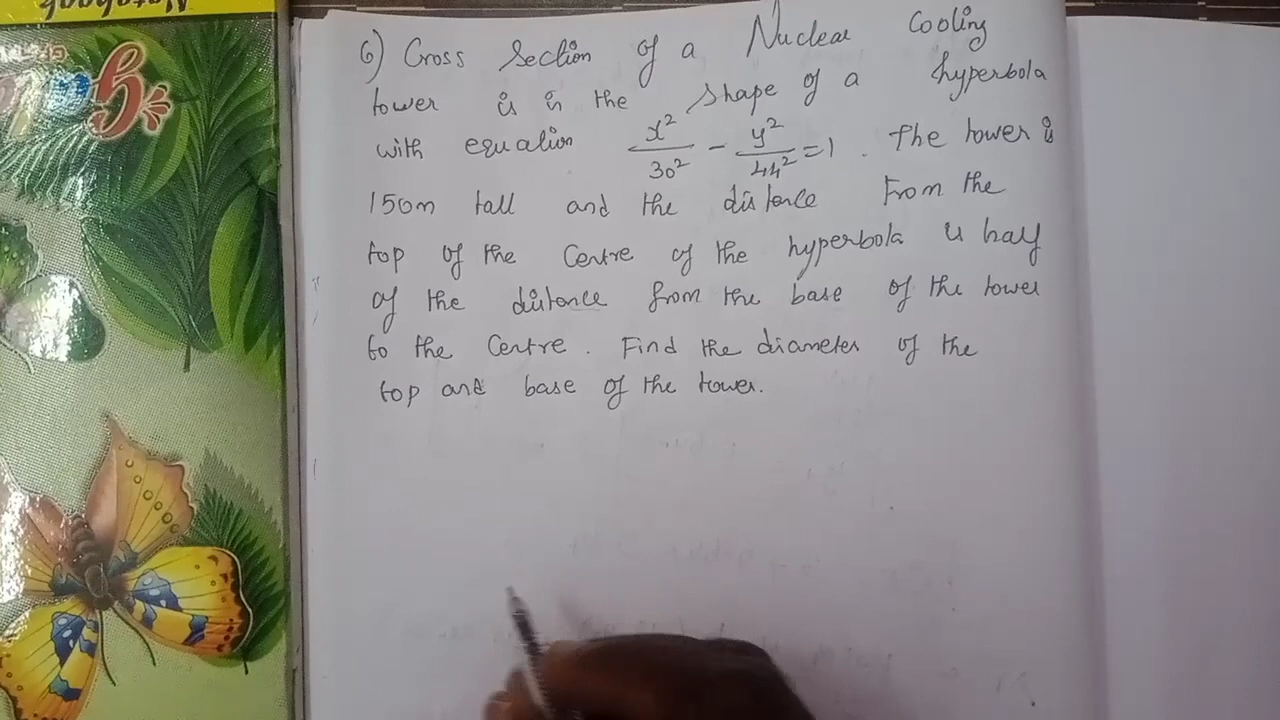 Notebook
6) Cross Section of a Nuclear Cooling
tower is in the shape of a hyperbola
with equation x²/30² - y²/44² = 1. The tower is
150m tall and the distance from the
top of the Centre of the hyperbola is half
of the distance from the base of the tower
to the Centre. Find the diameter of the
top and base of the tower.